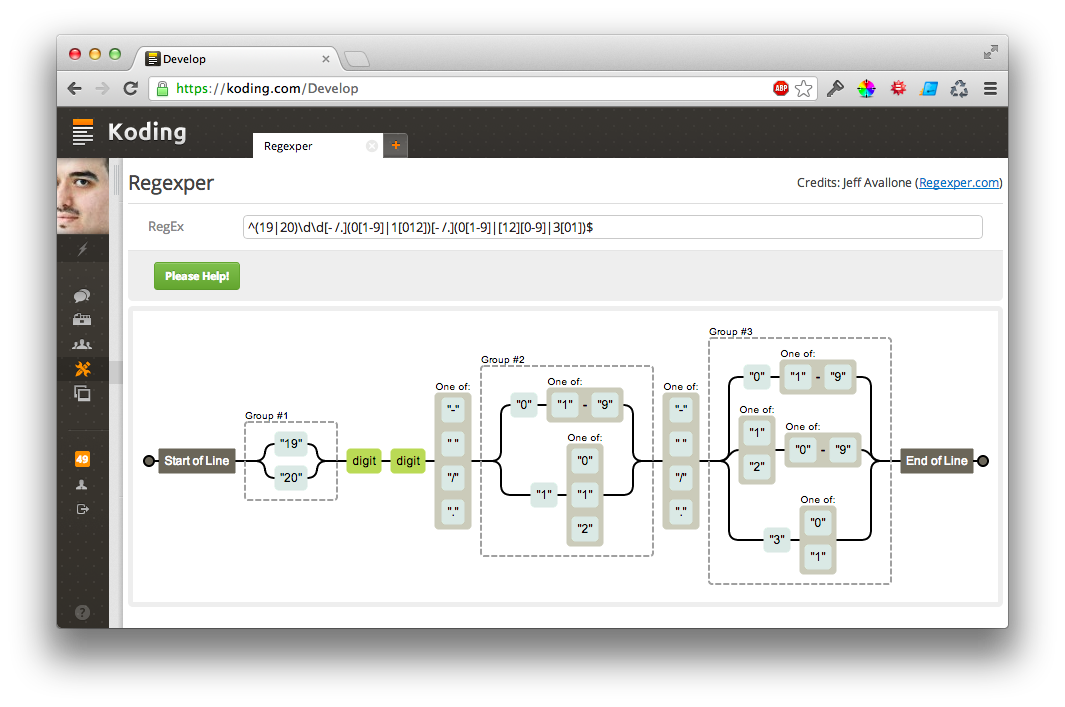 Develop
https://koding.com/Develop
ABP
Koding
Regexper
+
Regexper
Credits: Jeff Avallone (Regexper.com)
RegEx
^(19|20)\d\d[- /.](0[1-9]|1[012])[- /.](0[1-9]|[12][0-9]|3[01])$
Please Help!
49
?
Start of Line
Group #1
"19"
"20"
digit
digit
One of:
"-"
" "
"/"
"."
Group #2
"0"
One of:
"1" - "9"
"1"
One of:
"0"
"1"
"2"
One of:
"-"
" "
"/"
"."
Group #3
"0"
One of:
"1" - "9"
One of:
"1"
"2"
One of:
"0" - "9"
"3"
One of:
"0"
"1"
End of Line